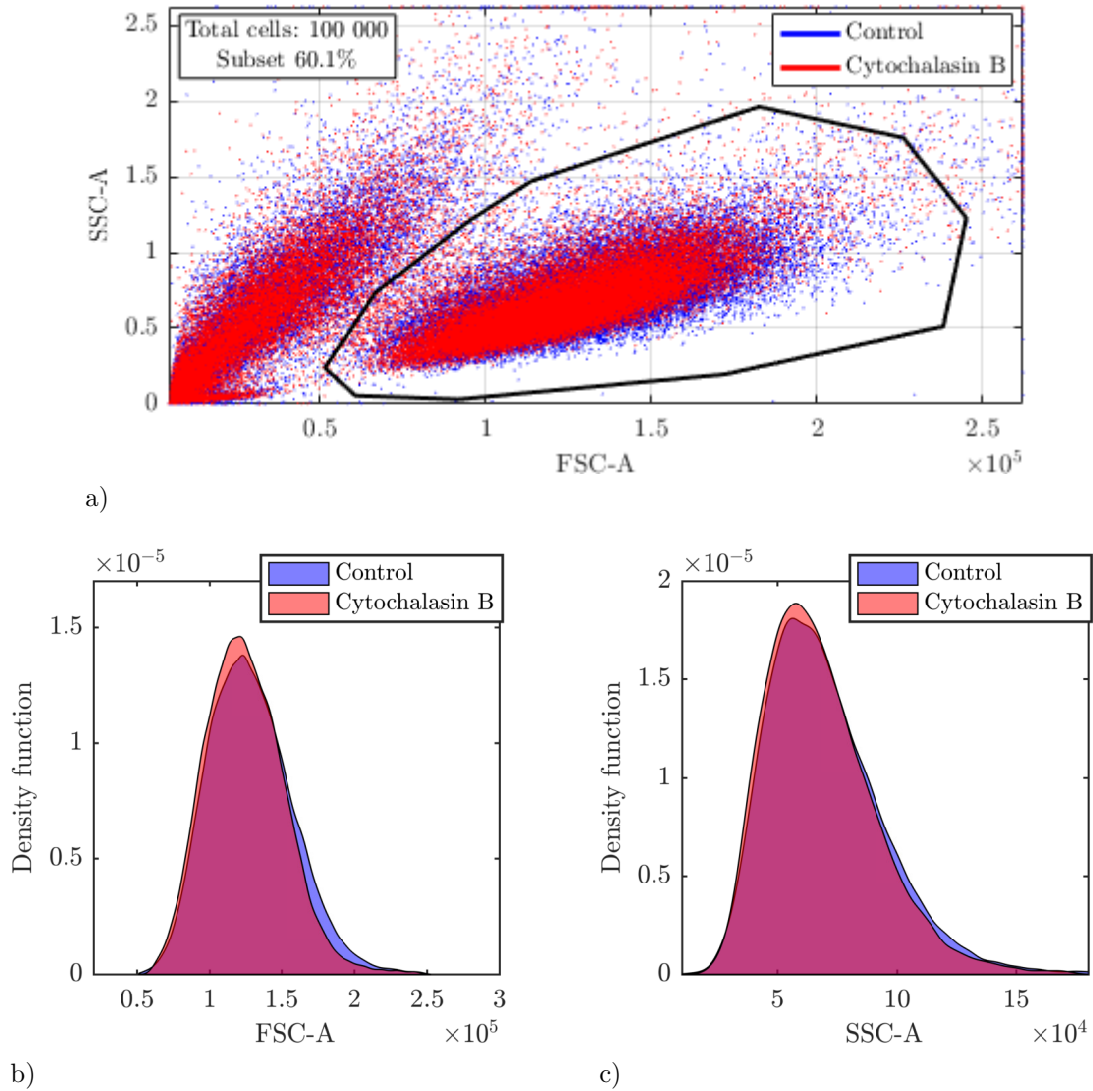 2.5
2
1.5
1
0.5
0
SSC-A
Total cells: 100 000
Subset 60.1%
Control
Cytochalasin B
0.5 1 1.5 2 2.5
FSC-A ×10^5
a)
×10^-5
Control
Cytochalasin B
1.5
1
0.5
0
Density function
0.5 1 1.5 2 2.5 3
FSC-A ×10^5
b)
×10^-5
Control
Cytochalasin B
2
1.5
1
0.5
0
Density function
5 10 15
SSC-A ×10^4
c)